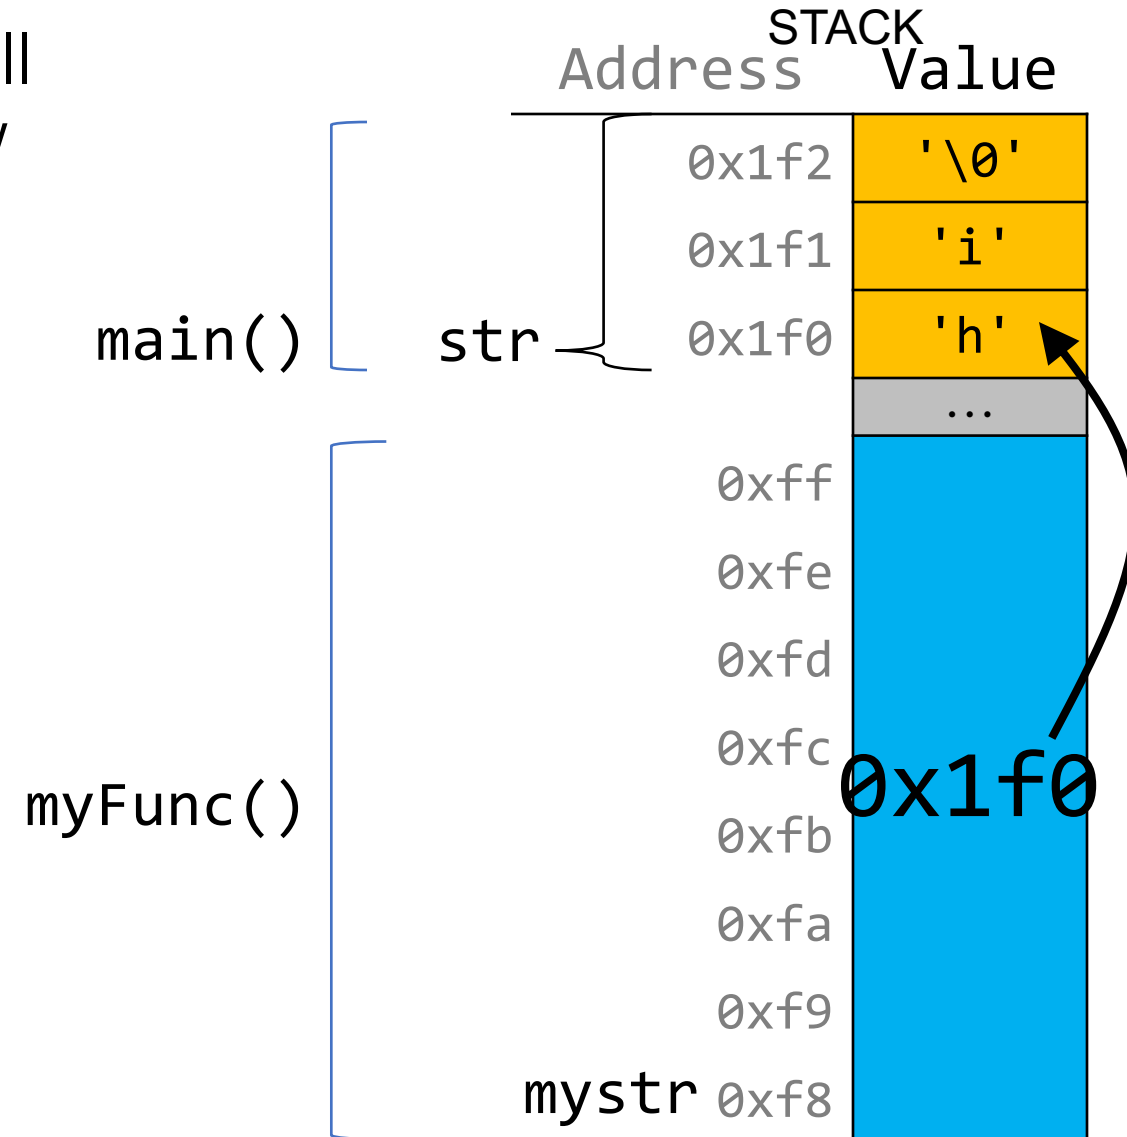 STACK
Address Value
0x1f2 '\0'
0x1f1 'i'
main() str 0x1f0 'h'
...
0xff
0xfe
0xfd
0xfc
0x1f0
myFunc()
0xfb
0xfa
0xf9
mystr 0xf8